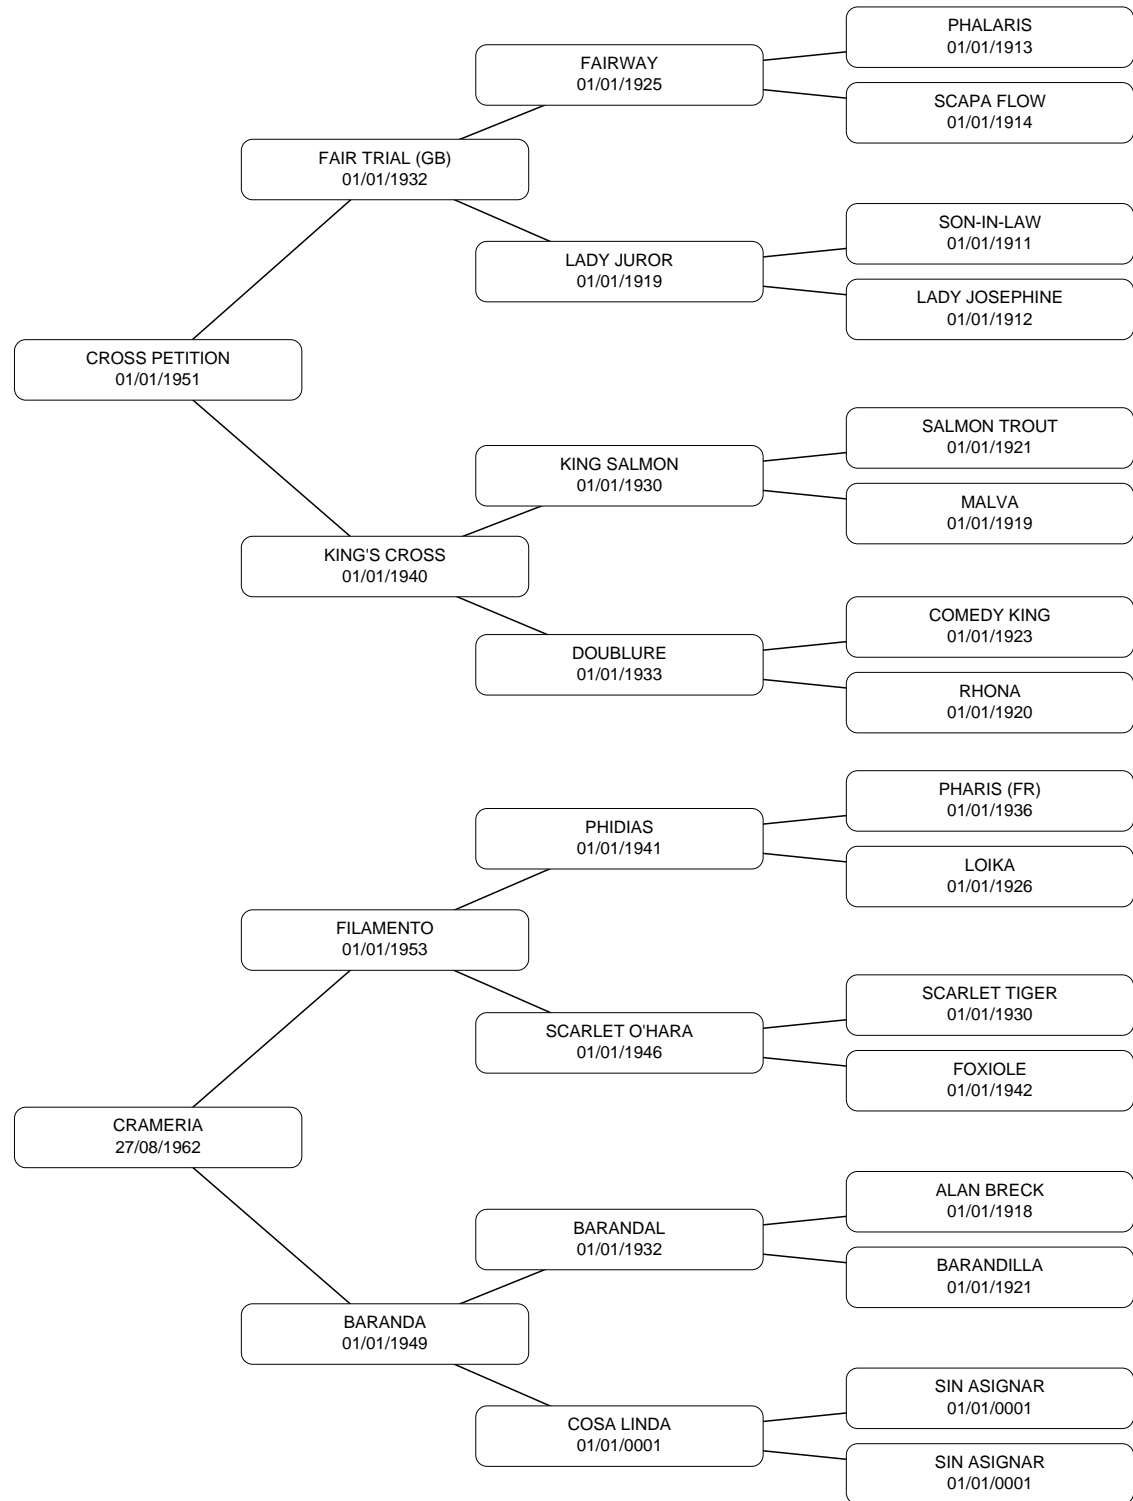 PHALARIS
01/01/1913
FAIRWAY
01/01/1925
SCAPA FLOW
01/01/1914
FAIR TRIAL (GB)
01/01/1932
SON-IN-LAW
01/01/1911
LADY JUROR
01/01/1919
LADY JOSEPHINE
01/01/1912
CROSS PETITION
01/01/1951
SALMON TROUT
01/01/1921
KING SALMON
01/01/1930
MALVA
01/01/1919
KING'S CROSS
01/01/1940
COMEDY KING
01/01/1923
DOUBLURE
01/01/1933
RHONA
01/01/1920
PHARIS (FR)
01/01/1936
PHIDIAS
01/01/1941
LOIKA
01/01/1926
FILAMENTO
01/01/1953
SCARLET TIGER
01/01/1930
SCARLET O'HARA
01/01/1946
FOXIOLE
01/01/1942
CRAMERIA
27/08/1962
ALAN BRECK
01/01/1918
BARANDAL
01/01/1932
BARANDILLA
01/01/1921
BARANDA
01/01/1949
SIN ASIGNAR
01/01/0001
COSA LINDA
01/01/0001
SIN ASIGNAR
01/01/0001